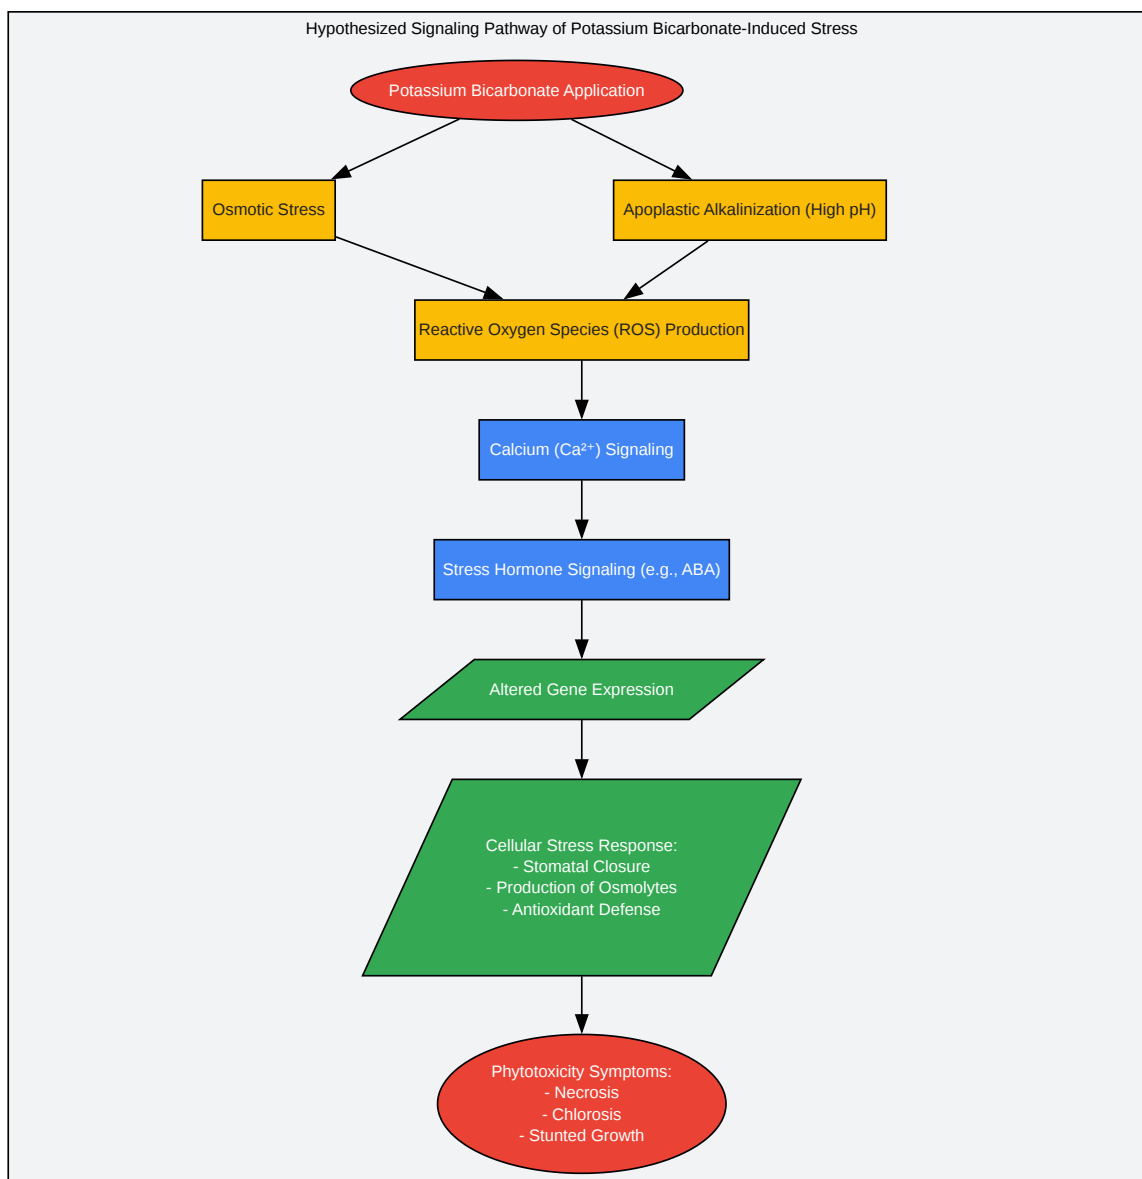 Hypothesized Signaling Pathway of Potassium Bicarbonate-Induced Stress
Potassium Bicarbonate Application
Osmotic Stress
Apoplastic Alkalinization (High pH)
Reactive Oxygen Species (ROS) Production
Calcium (Ca²⁺) Signaling
Stress Hormone Signaling (e.g., ABA)
Altered Gene Expression
Cellular Stress Response:
- Stomatal Closure
- Production of Osmolytes
- Antioxidant Defense
Phytotoxicity Symptoms:
- Necrosis
- Chlorosis
- Stunted Growth